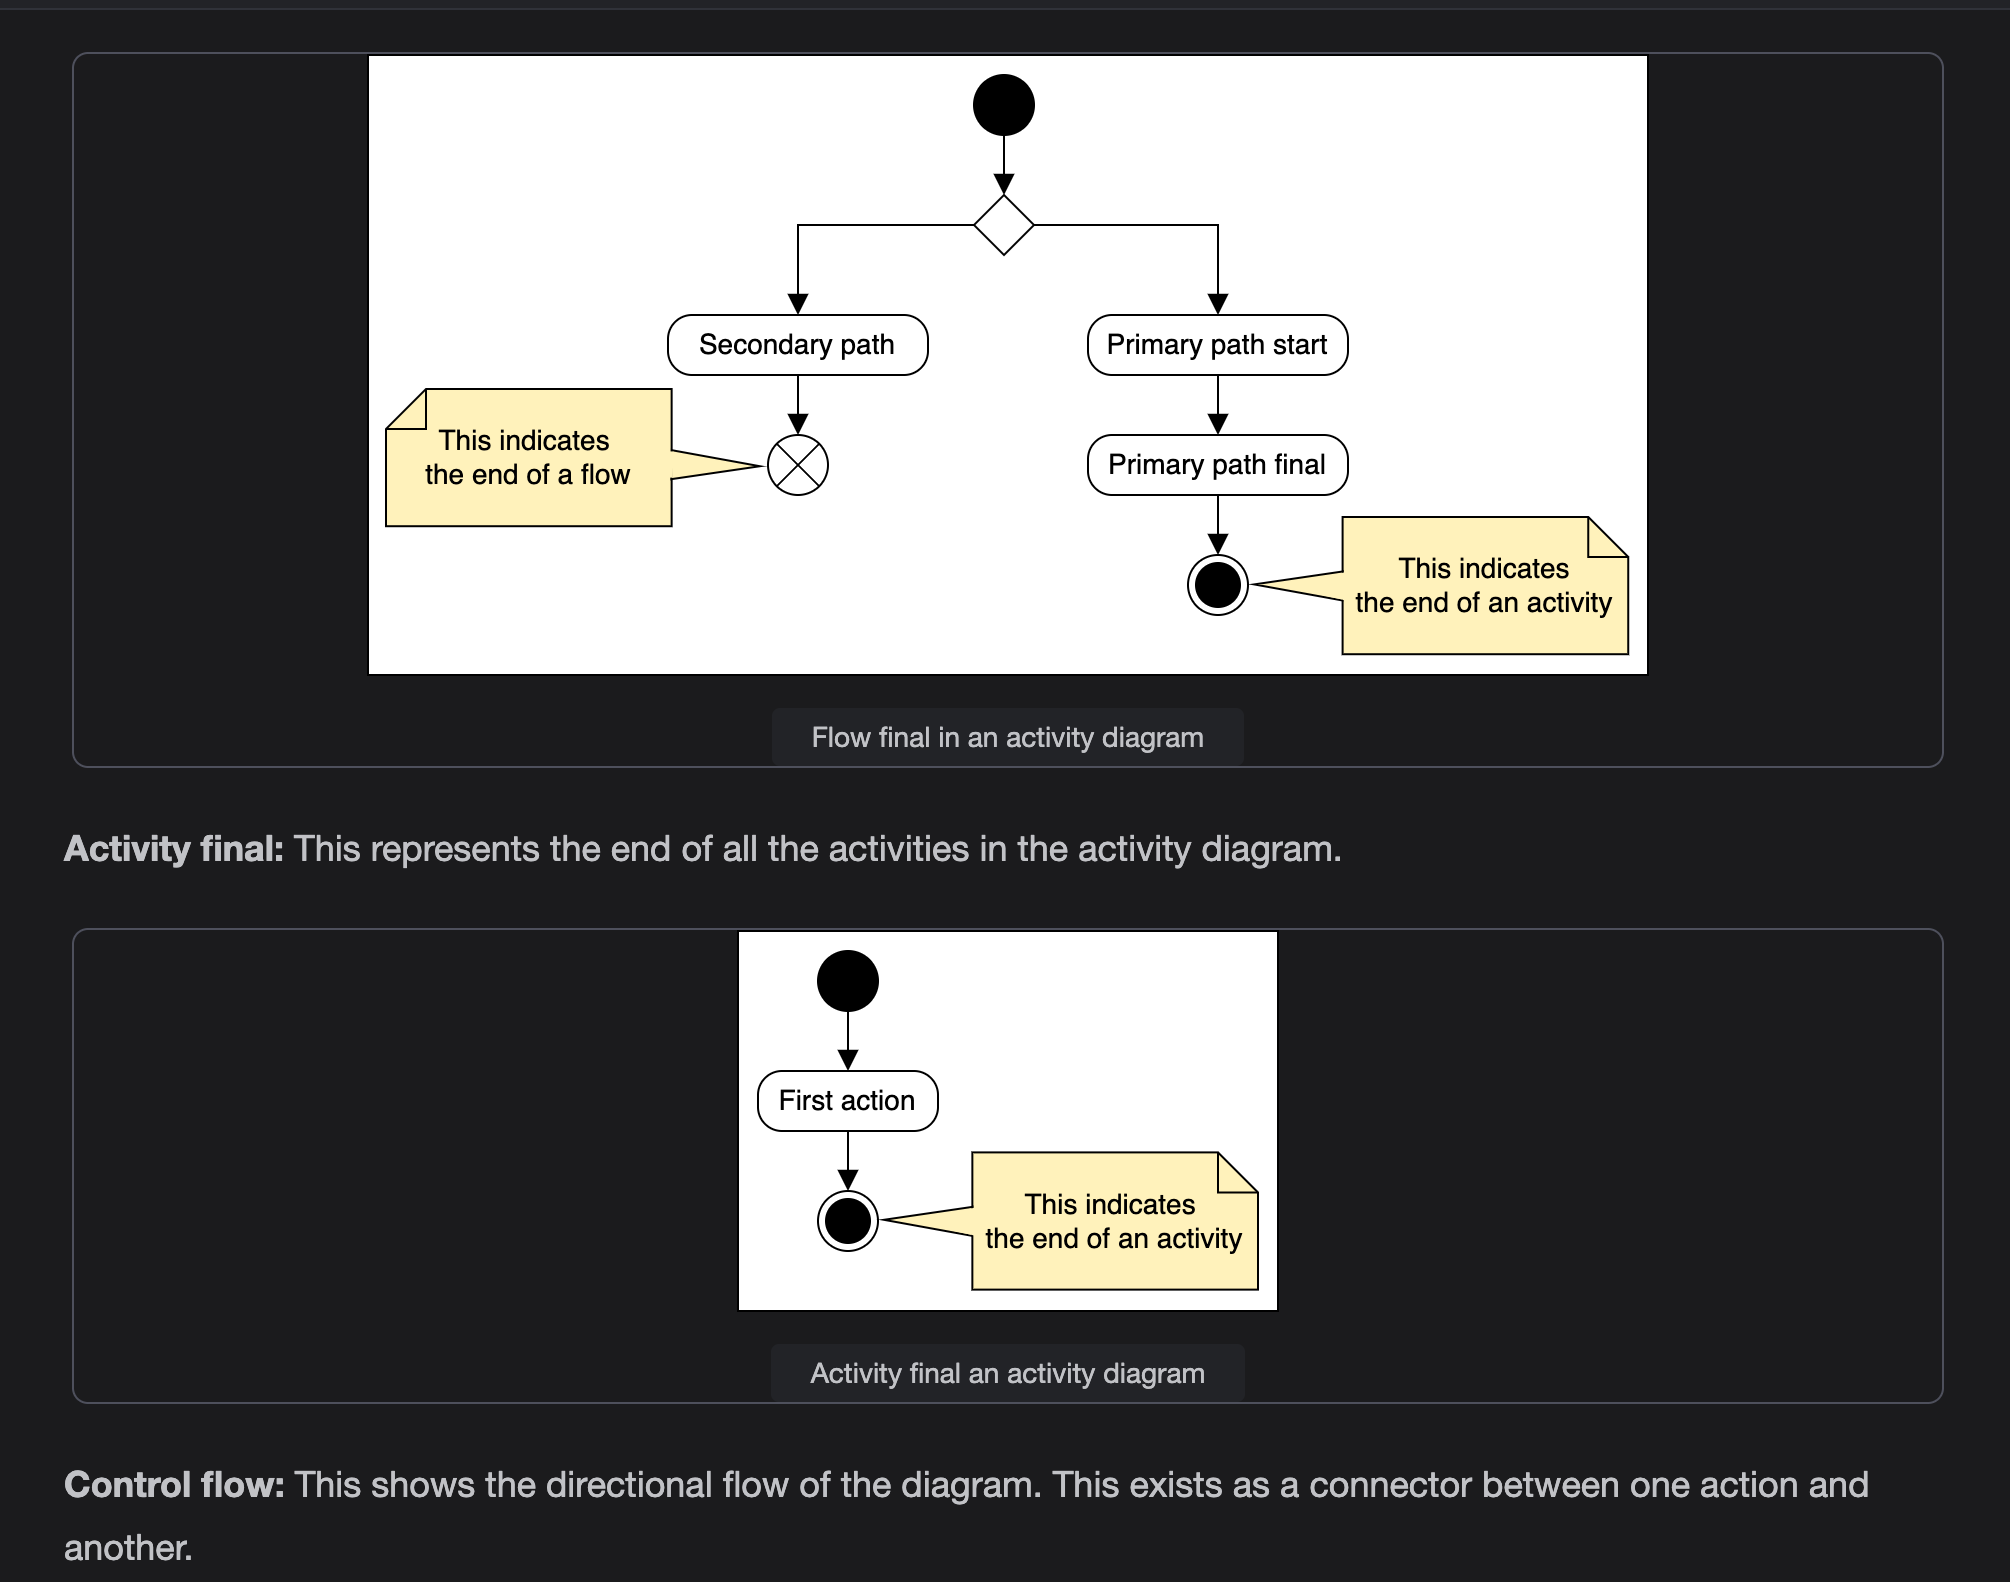 Secondary path
Primary path start
This indicates
the end of a flow
Primary path final
This indicates
the end of an activity
Flow final in an activity diagram
Activity final: This represents the end of all the activities in the activity diagram.
First action
This indicates
the end of an activity
Activity final an activity diagram
Control flow: This shows the directional flow of the diagram. This exists as a connector between one action and
another.